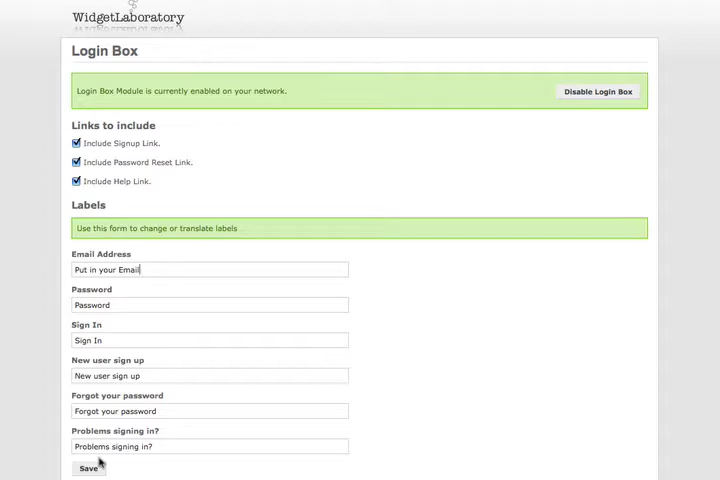 WidgetLaboratory
Login Box
Login Box Module is currently enabled on your network.
Disable Login Box
Links to include
Include Signup Link.
Include Password Reset Link.
Include Help Link.
Labels
Use this form to change or translate labels
Email Address
Put in your Email
Password
Password
Sign In
Sign In
New user sign up
New user sign up
Forgot your password
Forgot your password
Problems signing in?
Problems signing in?
Save